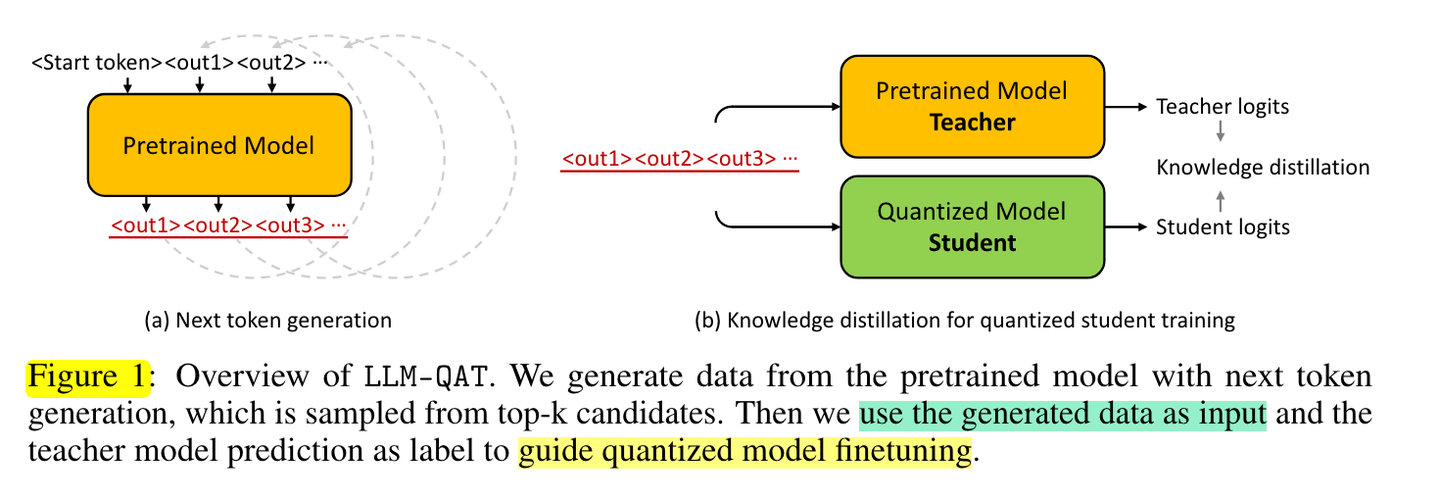 <Start token><out1><out2> ···
Pretrained Model
<out1><out2><out3> ···
(a) Next token generation
<out1><out2><out3> ···
Pretrained Model
Teacher
Quantized Model
Student
Teacher logits
Knowledge distillation
Student logits
(b) Knowledge distillation for quantized student training
Figure 1: Overview of LLM-QAT. We generate data from the pretrained model with next token
generation, which is sampled from top-k candidates. Then we use the generated data as input and the
teacher model prediction as label to guide quantized model finetuning.